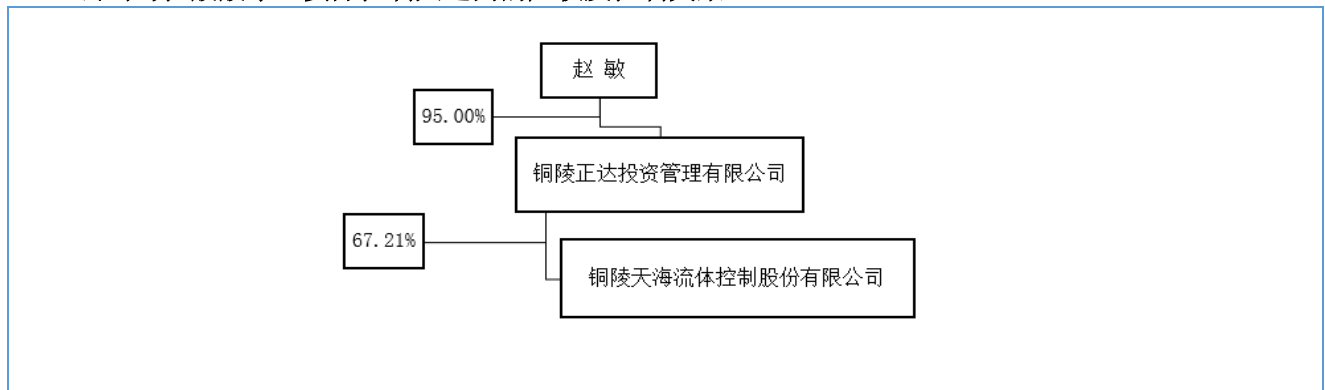 赵 敏
95.00%
铜陵正达投资管理有限公司
67.21%
铜陵天海流体控制股份有限公司